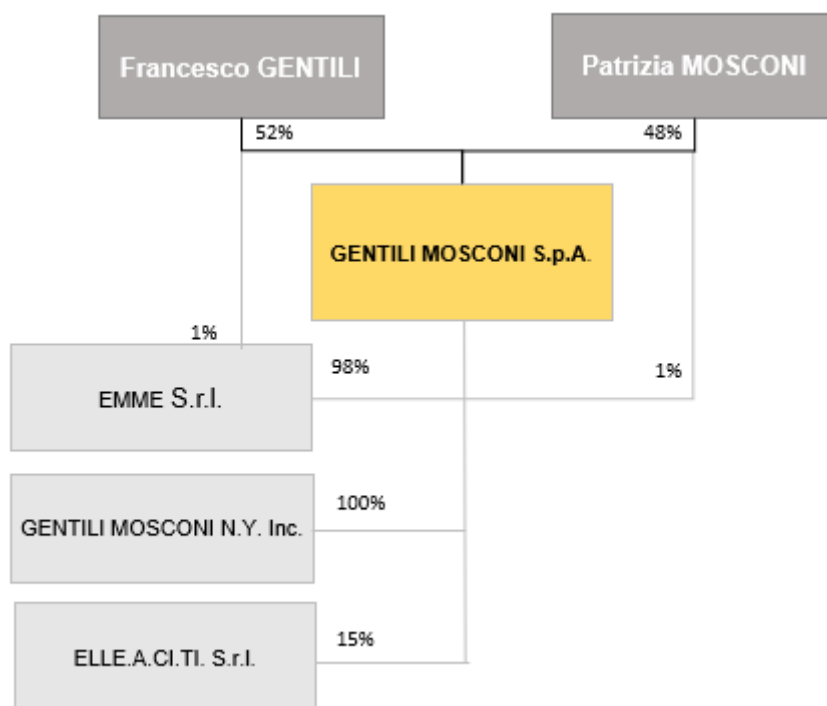 Francesco GENTILI
Patrizia MOSCONI
52%
48%
GENTILI MOSCONI S.p.A.
1%
98%
1%
EMME S.r.l.
100%
GENTILI MOSCONI N.Y. Inc.
15%
ELLE.A.CI.TI. S.r.l.